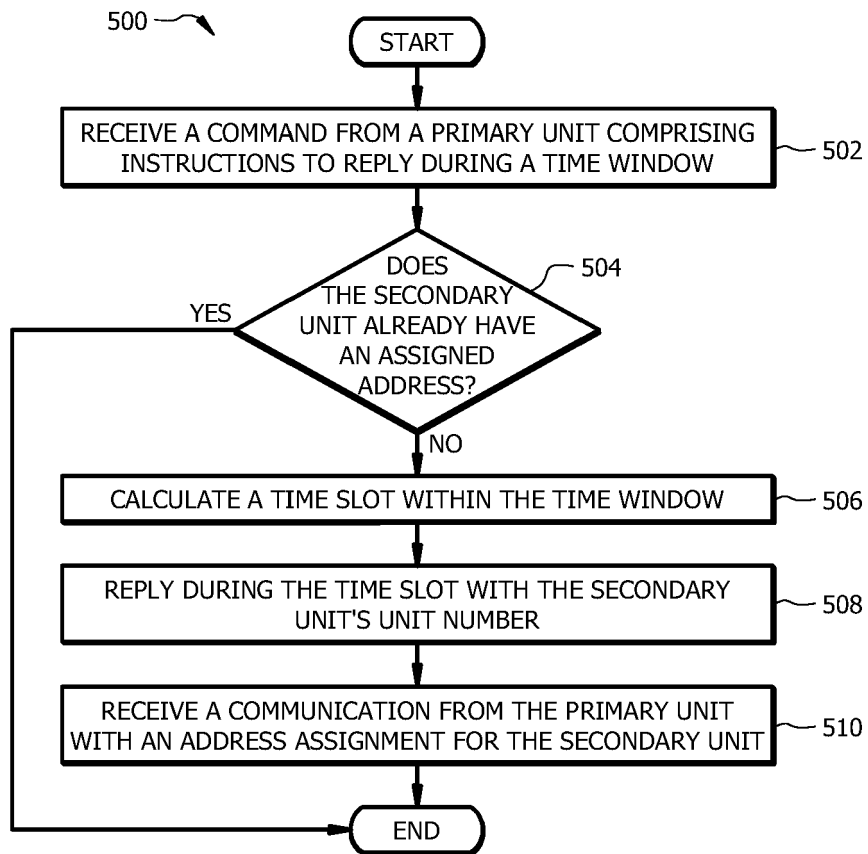 500
START
RECEIVE A COMMAND FROM A PRIMARY UNIT COMPRISING
INSTRUCTIONS TO REPLY DURING A TIME WINDOW
502
DOES
THE SECONDARY
UNIT ALREADY HAVE
AN ASSIGNED
ADDRESS?
504
YES
NO
CALCULATE A TIME SLOT WITHIN THE TIME WINDOW
506
REPLY DURING THE TIME SLOT WITH THE SECONDARY
UNIT'S UNIT NUMBER
508
RECEIVE A COMMUNICATION FROM THE PRIMARY UNIT
WITH AN ADDRESS ASSIGNMENT FOR THE SECONDARY UNIT
510
END